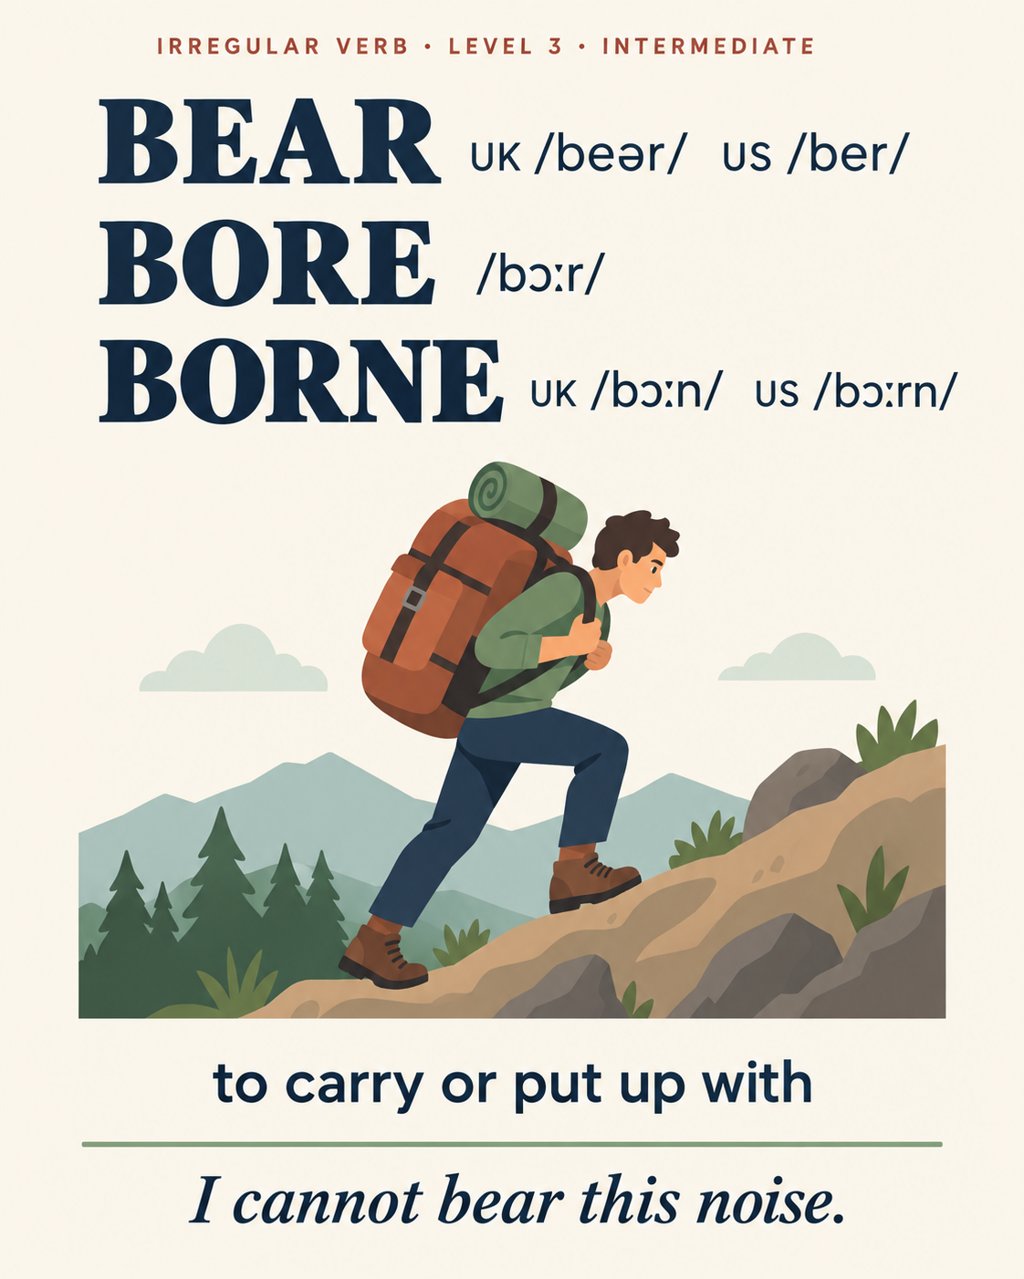 IRREGULAR VERB • LEVEL 3 • INTERMEDIATE
BEAR UK /beər/ US /ber/
BORE /bɔːr/
BORNE UK /bɔːn/ US /bɔːrn/
to carry or put up with
I cannot bear this noise.